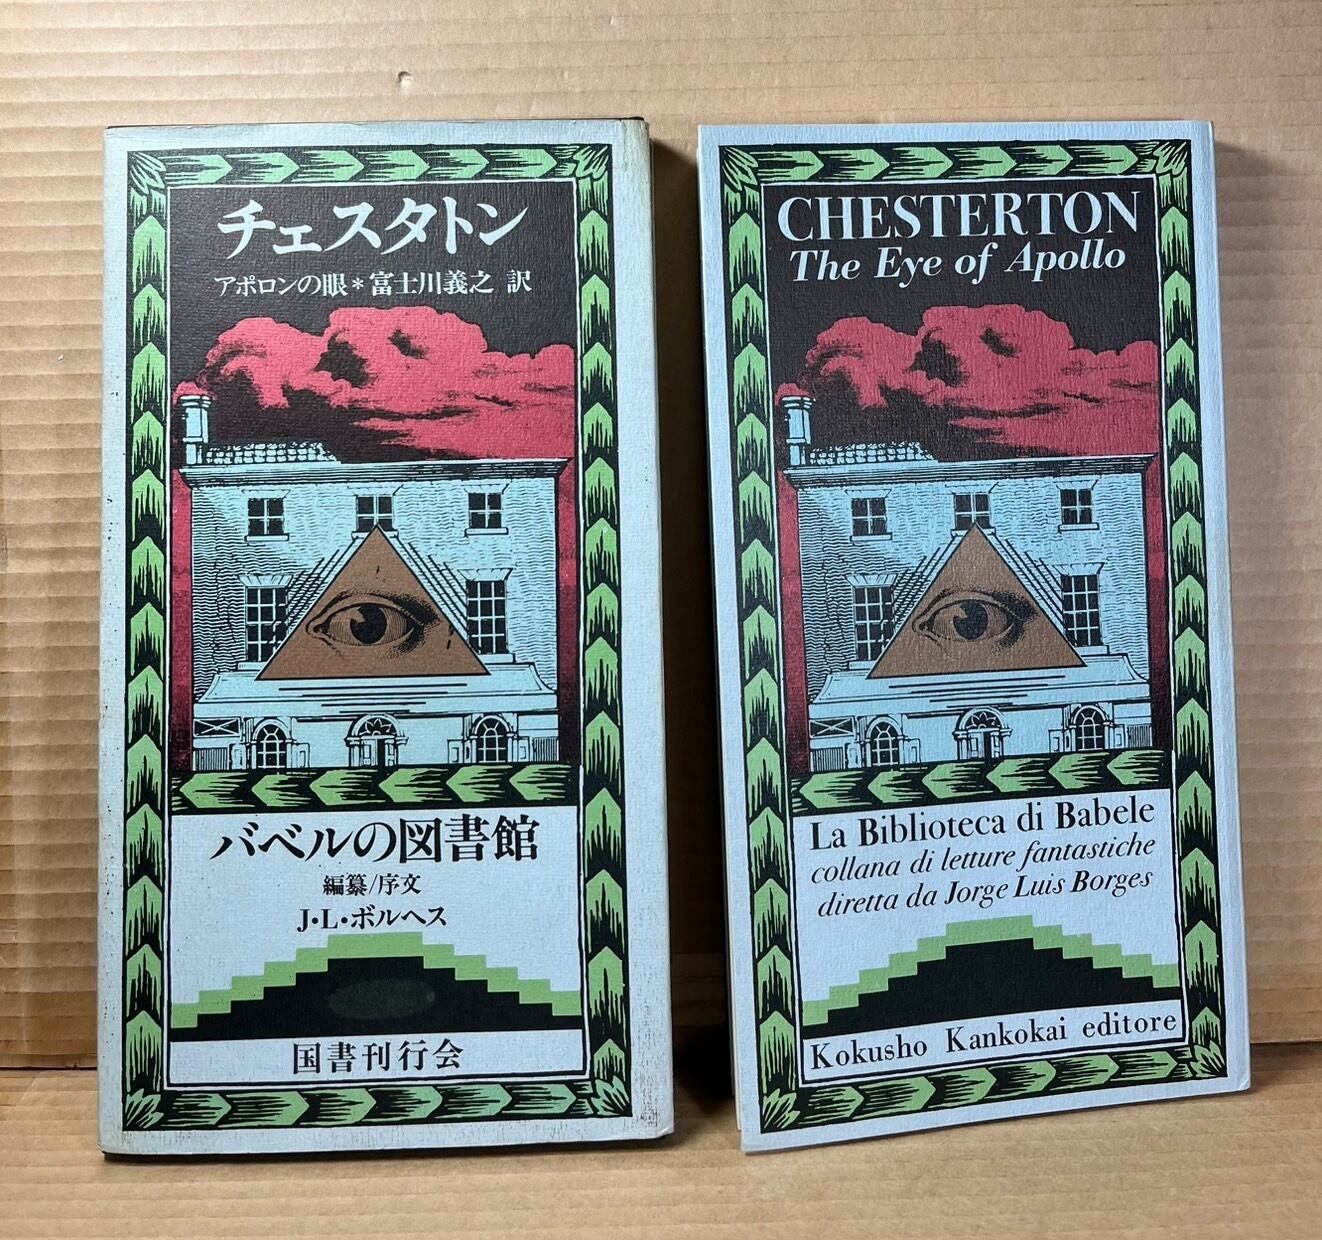 チェスタトン
アポロンの眼*富士川義之 訳
バベルの図書館
編纂/序文
J・L・ボルヘス
国書刊行会
CHESTERTON
The Eye of Apollo
La Biblioteca di Babele
collana di letture fantastiche
diretta da Jorge Luis Borges
Kokusho Kankokai editore